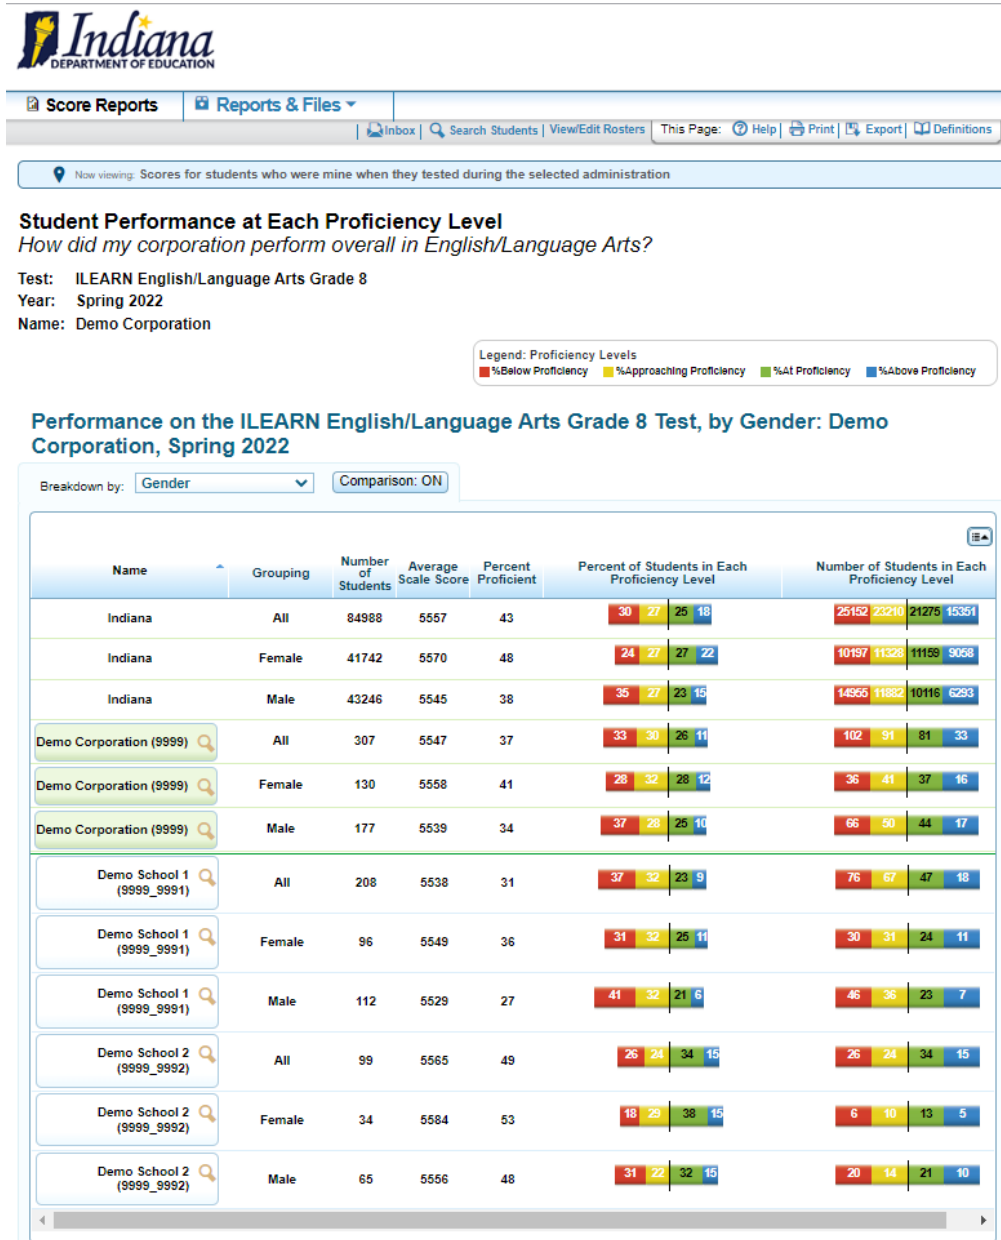 Indiana
DEPARTMENT OF EDUCATION
Score Reports Reports & Files
Inbox | Search Students | View/Edit Rosters This Page: Help | Print | Export | Definitions
Now viewing: Scores for students who were mine when they tested during the selected administration
Student Performance at Each Proficiency Level
How did my corporation perform overall in English/Language Arts?
Test: ILEARN English/Language Arts Grade 8
Year: Spring 2022
Name: Demo Corporation
Legend: Proficiency Levels
%Below Proficiency %Approaching Proficiency %At Proficiency %Above Proficiency
Performance on the ILEARN English/Language Arts Grade 8 Test, by Gender: Demo
Corporation, Spring 2022
Breakdown by: Gender Comparison: ON
Name Grouping Number of Students Average Scale Score Percent Proficient Percent of Students in Each Proficiency Level Number of Students in Each Proficiency Level
Indiana All 84988 5557 43 30 27 25 18 25152 23210 21275 15351
Indiana Female 41742 5570 48 24 27 27 22 10197 11328 11159 9058
Indiana Male 43246 5545 38 35 27 23 15 14955 11882 10116 6293
Demo Corporation (9999) All 307 5547 37 33 30 26 11 102 91 81 33
Demo Corporation (9999) Female 130 5558 41 28 32 28 12 36 41 37 16
Demo Corporation (9999) Male 177 5539 34 37 28 25 10 66 50 44 17
Demo School 1 (9999_9991) All 208 5538 31 37 32 23 9 76 67 47 18
Demo School 1 (9999_9991) Female 96 5549 36 31 32 25 11 30 31 24 11
Demo School 1 (9999_9991) Male 112 5529 27 41 32 21 6 46 36 23 7
Demo School 2 (9999_9992) All 99 5565 49 26 24 34 15 26 24 34 15
Demo School 2 (9999_9992) Female 34 5584 53 18 29 38 15 6 10 13 5
Demo School 2 (9999_9992) Male 65 5556 48 31 22 32 15 20 14 21 10